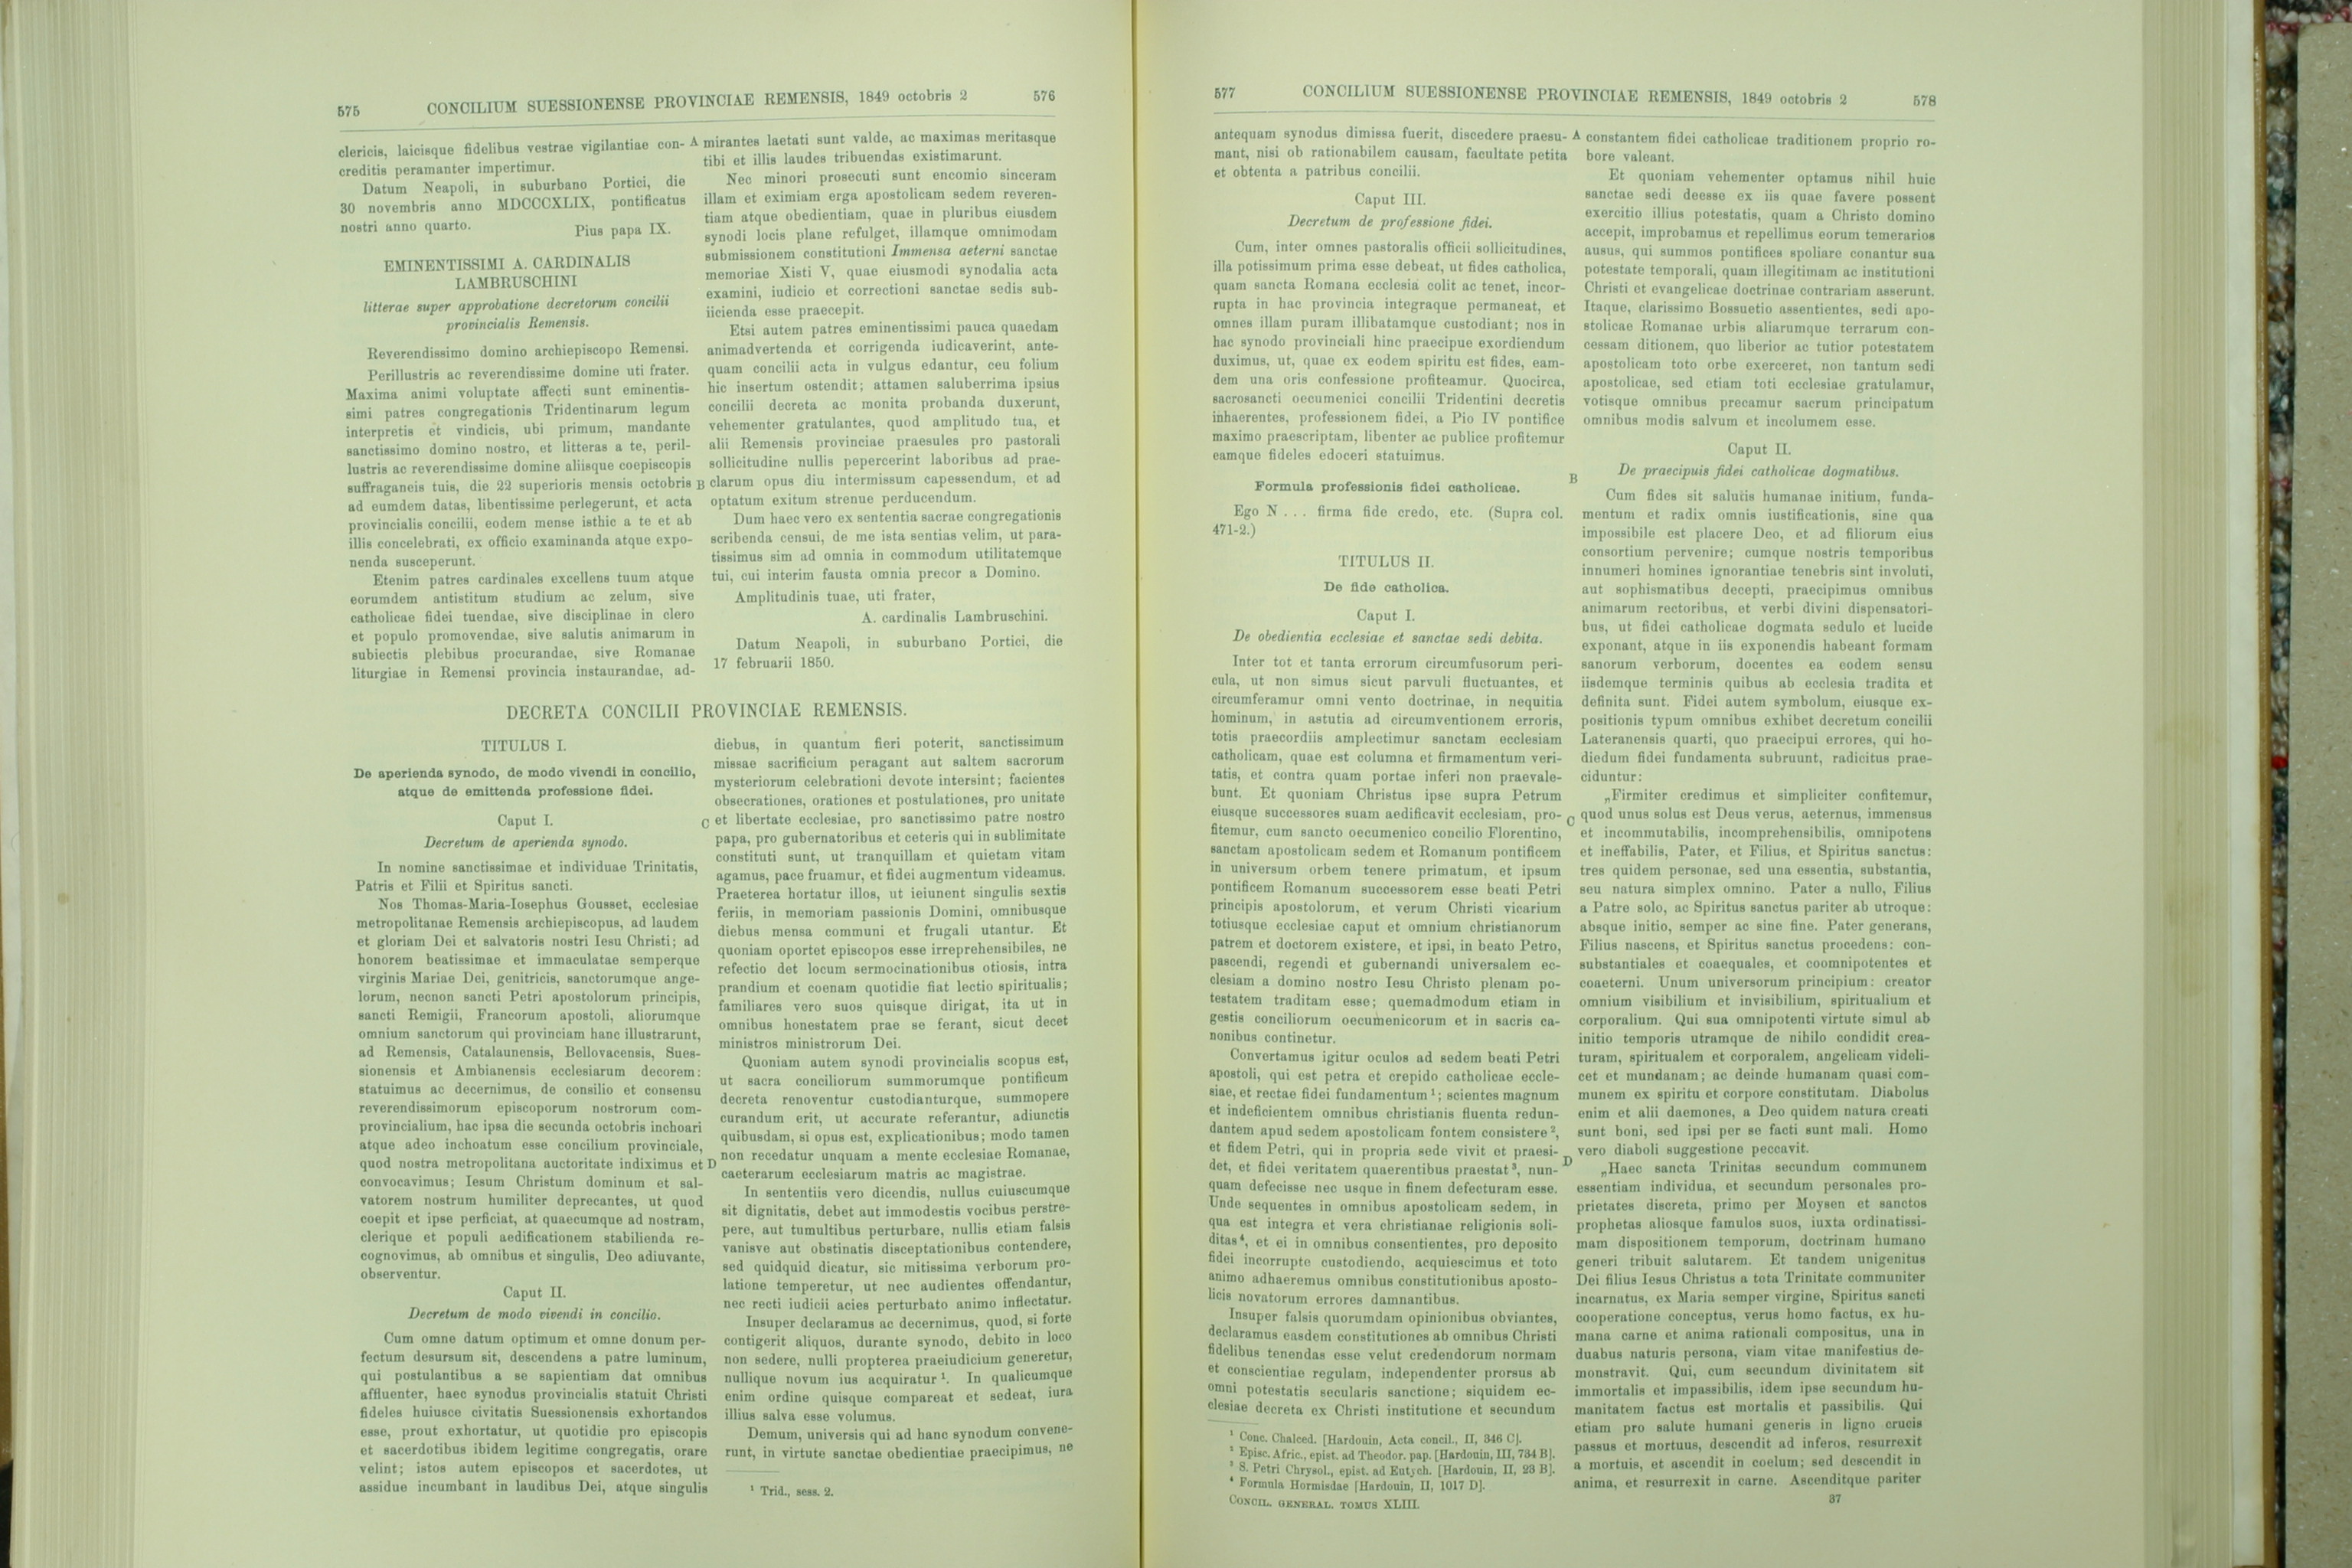 575
CONCILIUM SUESSIONENSE PROVINCIAE REMENSIS, 1849 octobris 2
576
clericis, laicisque fidelibus vestrae vigilantiae con-
creditis peramanter impertimur.
Datum Neapoli, in suburbano Portici, die
30 novembris anno MDCCCXLIX, pontificatus
nostri anno quarto.
Pius papa IX.
EMINENTISSIMI A. CARDINALIS
LAMBRUSCHINI
litterae super approbatione decretorum concilii
provincialis Remensis.
Reverendissimo domino archiepiscopo Remensi.
Perillustris ac reverendissime domine uti frater.
Maxima animi voluptate affecti sunt eminentis-
simi patres congregationis Tridentinarum legum
interpretis et vindicis, ubi primum, mandante
sanctissimo domino nostro, et litteras a te, peril-
lustris ac reverendissime domine aliisque coepiscopis
suffraganeis tuis, die 22 superioris mensis octobris
ad eumdem datas, libentissime perlegerunt, et acta
provincialis concilii, eodem mense isthic a te et ab
illis concelebrati, ex officio examinanda atque expo-
nenda susceperunt.
Etenim patres cardinales excellens tuum atque
eorumdem antistitum studium ac zelum, sive
catholicae fidei tuendae, sive disciplinae in clero
et populo promovendae, sive salutis animarum in
subiectis plebibus procurandae, sive Romanae
liturgiae in Remensi provincia instaurandae, ad-
A
B
mirantes laetati sunt valde, ac maximas meritasque
tibi et illis laudes tribuendas existimarunt.
Nec minori prosecuti sunt encomio sinceram
illam et eximiam erga apostolicam sedem reveren-
tiam atque obedientiam, quae in pluribus eiusdem
synodi locis plane refulget, illamque omnimodam
submissionem constitutioni Immensa aeterni sanctae
memoriae Xisti V, quae eiusmodi synodalia acta
examini, iudicio et correctioni sanctae sedis sub-
iicienda esse praecepit.
Etsi autem patres eminentissimi pauca quaedam
animadvertenda et corrigenda iudicaverint, ante-
quam concilii acta in vulgus edantur, ceu folium
hic insertum ostendit; attamen saluberrima ipsius
concilii decreta ac monita probanda duxerunt,
vehementer gratulantes, quod amplitudo tua, et
alii Remensis provinciae praesules pro pastorali
sollicitudine nullis pepercerint laboribus ad prae-
clarum opus diu intermissum capessendum, et ad
optatum exitum strenue perducendum.
Dum haec vero ex sententia sacrae congregationis
scribenda censui, de me ista sentias velim, ut para-
tissimus sim ad omnia in commodum utilitatemque
tui, cui interim fausta omnia precor a Domino.
Amplitudinis tuae, uti frater,
A. cardinalis Lambruschini.
Datum Neapoli, in suburbano Portici, die
17 februarii 1850.
DECRETA CONCILII PROVINCIAE REMENSIS.
TITULUS I.
De aperienda synodo, de modo vivendi in concilio,
atque de emittenda professione fidei.
Caput I.
Decretum de aperienda synodo.
In nomine sanctissimae et individuae Trinitatis,
Patris et Filii et Spiritus sancti.
Nos Thomas-Maria-Iosephus Gousset, ecclesiae
metropolitanae Remensis archiepiscopus, ad laudem
et gloriam Dei et salvatoris nostri Iesu Christi; ad
honorem beatissimae et immaculatae semperque
virginis Mariae Dei, genitricis, sanctorumque ange-
lorum, necnon sancti Petri apostolorum principis,
sancti Remigii, Francorum apostoli, aliorumque
omnium sanctorum qui provinciam hanc illustrarunt,
ad Remensis, Catalaunensis, Bellovacensis, Sues-
sionensis et Ambianensis ecclesiarum decorem:
statuimus ac decernimus, de consilio et consensu
reverendissimorum episcoporum nostrorum com-
provincialium, hac ipsa die secunda octobris inchoari
atque adeo inchoatum esse concilium provinciale,
quod nostra metropolitana auctoritate indiximus et
convocavimus; Iesum Christum dominum et sal-
vatorem nostrum humiliter deprecantes, ut quod
coepit et ipse perficiat, at quaecumque ad nostram,
clerique et populi aedificationem stabilienda re-
cognovimus, ab omnibus et singulis, Deo adiuvante,
observentur.
Caput II.
Decretum de modo vivendi in concilio.
Cum omne datum optimum et omne donum per-
fectum desursum sit, descendens a patre luminum,
qui postulantibus a se sapientiam dat omnibus
affluenter, haec synodus provincialis statuit Christi
fideles huiusce civitatis Suessionensis exhortandos
esse, prout exhortatur, ut quotidie pro episcopis
et sacerdotibus ibidem legitime congregatis, orare
velint; istos autem episcopos et sacerdotes, ut
assidue incumbant in laudibus Dei, atque singulis
C
D
diebus, in quantum fieri poterit, sanctissimum
missae sacrificium peragant aut saltem sacrorum
mysteriorum celebrationi devote intersint; facientes
obsecrationes, orationes et postulationes, pro unitate
et libertate ecclesiae, pro sanctissimo patre nostro
papa, pro gubernatoribus et ceteris qui in sublimitate
constituti sunt, ut tranquillam et quietam vitam
agamus, pace fruamur, et fidei augmentum videamus.
Praeterea hortatur illos, ut ieiunent singulis sextis
feriis, in memoriam passionis Domini, omnibusque
diebus mensa communi et frugali utantur. Et
quoniam oportet episcopos esse irreprehensibiles, ne
refectio det locum sermocinationibus otiosis, intra
prandium et coenam quotidie fiat lectio spiritualis;
familiares vero suos quisque dirigat, ita ut in
omnibus honestatem prae se ferant, sicut decet
ministros ministrorum Dei.
Quoniam autem synodi provincialis scopus est,
ut sacra conciliorum summorumque pontificum
decreta renoventur custodianturque, summopere
curandum erit, ut accurate referantur, adiunctis
quibusdam, si opus est, explicationibus; modo tamen
non recedatur unquam a mente ecclesiae Romanae,
caeterarum ecclesiarum matris ac magistrae.
In sententiis vero dicendis, nullus cuiuscumque
sit dignitatis, debet aut immodestis vocibus perstre-
pere, aut tumultibus perturbare, nullis etiam falsis
vanisve aut obstinatis disceptationibus contendere,
sed quidquid dicatur, sic mitissima verborum pro-
latione temperetur, ut nec audientes offendantur,
nec recti iudicii acies perturbato animo inflectatur.
Insuper declaramus ac decernimus, quod, si forte
contigerit aliquos, durante synodo, debito in loco
non sedere, nulli propterea praeiudicium generetur,
nullique novum ius acquiratur ¹. In qualicumque
enim ordine quisque compareat et sedeat, iura
illius salva esse volumus.
Demum, universis qui ad hanc synodum convene-
runt, in virtute sanctae obedientiae praecipimus, ne
¹ Trid., sess. 2.
577
CONCILIUM SUESSIONENSE PROVINCIAE REMENSIS, 1849 octobris 2
578
antequam synodus dimissa fuerit, discedere praesu-
mant, nisi ob rationabilem causam, facultate petita
et obtenta a patribus concilii.
Caput III.
Decretum de professione fidei.
Cum, inter omnes pastoralis officii sollicitudines,
illa potissimum prima esse debeat, ut fides catholica,
quam sancta Romana ecclesia colit ac tenet, incor-
rupta in hac provincia integraque permaneat, et
omnes illam puram illibatamque custodiant; nos in
hac synodo provinciali hinc praecipue exordiendum
duximus, ut, quae ex eodem spiritu est fides, eam-
dem una oris confessione profiteamur. Quocirca,
sacrosancti oecumenici concilii Tridentini decretis
inhaerentes, professionem fidei, a Pio IV pontifice
maximo praescriptam, libenter ac publice profitemur
eamque fideles edoceri statuimus.
Formula professionis fidei catholicae.
Ego N . . . firma fide credo, etc. (Supra col.
471-2.)
TITULUS II.
De fide catholica.
Caput I.
De obedientia ecclesiae et sanctae sedi debita.
Inter tot et tanta errorum circumfusorum peri-
cula, ut non simus sicut parvuli fluctuantes, et
circumferamur omni vento doctrinae, in nequitia
hominum, in astutia ad circumventionem erroris,
totis praecordiis amplectimur sanctam ecclesiam
catholicam, quae est columna et firmamentum veri-
tatis, et contra quam portae inferi non praevale-
bunt. Et quoniam Christus ipse supra Petrum
eiusque successores suam aedificavit ecclesiam, pro-
fitemur, cum sancto oecumenico concilio Florentino,
sanctam apostolicam sedem et Romanum pontificem
in universum orbem tenere primatum, et ipsum
pontificem Romanum successorem esse beati Petri
principis apostolorum, et verum Christi vicarium
totiusque ecclesiae caput et omnium christianorum
patrem et doctorem existere, et ipsi, in beato Petro,
pascendi, regendi et gubernandi universalem ec-
clesiam a domino nostro Iesu Christo plenam po-
testatem traditam esse; quemadmodum etiam in
gestis conciliorum oecumenicorum et in sacris ca-
nonibus continetur.
Convertamus igitur oculos ad sedem beati Petri
apostoli, qui est petra et crepido catholicae eccle-
siae, et rectae fidei fundamentum ¹; scientes magnum
et indeficientem omnibus christianis fluenta redun-
dantem apud sedem apostolicam fontem consistere ²,
et fidem Petri, qui in propria sede vivit et praesi-
det, et fidei veritatem quaerentibus praestat ³, nun-
quam defecisse nec usque in finem defecturam esse.
Unde sequentes in omnibus apostolicam sedem, in
qua est integra et vera christianae religionis soli-
ditas ⁴, et ei in omnibus consentientes, pro deposito
fidei incorrupte custodiendo, acquiescimus et toto
animo adhaeremus omnibus constitutionibus aposto-
licis novatorum errores damnantibus.
Insuper falsis quorumdam opinionibus obviantes,
declaramus easdem constitutiones ab omnibus Christi
fidelibus tenendas esse velut credendorum normam
et conscientiae regulam, independenter prorsus ab
omni potestatis secularis sanctione; siquidem ec-
clesiae decreta ex Christi institutione et secundum
¹ Conc. Chalced. [Hardouin, Acta concil., II, 346 C].
² Episc. Afric., epist. ad Theodor. pap. [Hardouin, III, 734 B].
³ S. Petri Chrysol., epist. ad Eutych. [Hardouin, II, 23 B].
⁴ Formula Hormisdae [Hardouin, II, 1017 D].
CONCIL. GENERAL. TOMUS XLIII.
A
B
C
D
constantem fidei catholicae traditionem proprio ro-
bore valeant.
Et quoniam vehementer optamus nihil huic
sanctae sedi deesse ex iis quae favere possent
exercitio illius potestatis, quam a Christo domino
accepit, improbamus et repellimus eorum temerarios
ausus, qui summos pontifices spoliare conantur sua
potestate temporali, quam illegitimam ac institutioni
Christi et evangelicae doctrinae contrariam asserunt.
Itaque, clarissimo Bossuetio assentientes, sedi apo-
stolicae Romanae urbis aliarumque terrarum con-
cessam ditionem, quo liberior ac tutior potestatem
apostolicam toto orbe exerceret, non tantum sedi
apostolicae, sed etiam toti ecclesiae gratulamur,
votisque omnibus precamur sacrum principatum
omnibus modis salvum et incolumem esse.
Caput II.
De praecipuis fidei catholicae dogmatibus.
Cum fides sit salutis humanae initium, funda-
mentum et radix omnis iustificationis, sine qua
impossibile est placere Deo, et ad filiorum eius
consortium pervenire; cumque nostris temporibus
innumeri homines ignorantiae tenebris sint involuti,
aut sophismatibus decepti, praecipimus omnibus
animarum rectoribus, et verbi divini dispensatori-
bus, ut fidei catholicae dogmata sedulo et lucide
exponant, atque in iis exponendis habeant formam
sanorum verborum, docentes ea eodem sensu
iisdemque terminis quibus ab ecclesia tradita et
definita sunt. Fidei autem symbolum, eiusque ex-
positionis typum omnibus exhibet decretum concilii
Lateranensis quarti, quo praecipui errores, qui ho-
diedum fidei fundamenta subruunt, radicitus prae-
ciduntur:
„Firmiter credimus et simpliciter confitemur,
quod unus solus est Deus verus, aeternus, immensus
et incommutabilis, incomprehensibilis, omnipotens
et ineffabilis, Pater, et Filius, et Spiritus sanctus:
tres quidem personae, sed una essentia, substantia,
seu natura simplex omnino. Pater a nullo, Filius
a Patre solo, ac Spiritus sanctus pariter ab utroque:
absque initio, semper ac sine fine. Pater generans,
Filius nascens, et Spiritus sanctus procedens: con-
substantiales et coaequales, et coomnipotentes et
coaeterni. Unum universorum principium: creator
omnium visibilium et invisibilium, spiritualium et
corporalium. Qui sua omnipotenti virtute simul ab
initio temporis utramque de nihilo condidit crea-
turam, spiritualem et corporalem, angelicam videli-
cet et mundanam; ac deinde humanam quasi com-
munem ex spiritu et corpore constitutam. Diabolus
enim et alii daemones, a Deo quidem natura creati
sunt boni, sed ipsi per se facti sunt mali. Homo
vero diaboli suggestione peccavit.
„Haec sancta Trinitas secundum communem
essentiam individua, et secundum personales pro-
prietates discreta, primo per Moysen et sanctos
prophetas aliosque famulos suos, iuxta ordinatissi-
mam dispositionem temporum, doctrinam humano
generi tribuit salutarem. Et tandem unigenitus
Dei filius Iesus Christus a tota Trinitate communiter
incarnatus, ex Maria semper virgine, Spiritus sancti
cooperatione conceptus, verus homo factus, ex hu-
mana carne et anima rationali compositus, una in
duabus naturis persona, viam vitae manifestius de-
monstravit. Qui, cum secundum divinitatem sit
immortalis et impassibilis, idem ipse secundum hu-
manitatem factus est mortalis et passibilis. Qui
etiam pro salute humani generis in ligno crucis
passus et mortuus, descendit ad inferos, resurrexit
a mortuis, et ascendit in coelum; sed descendit in
anima, et resurrexit in carne. Ascenditque pariter
37